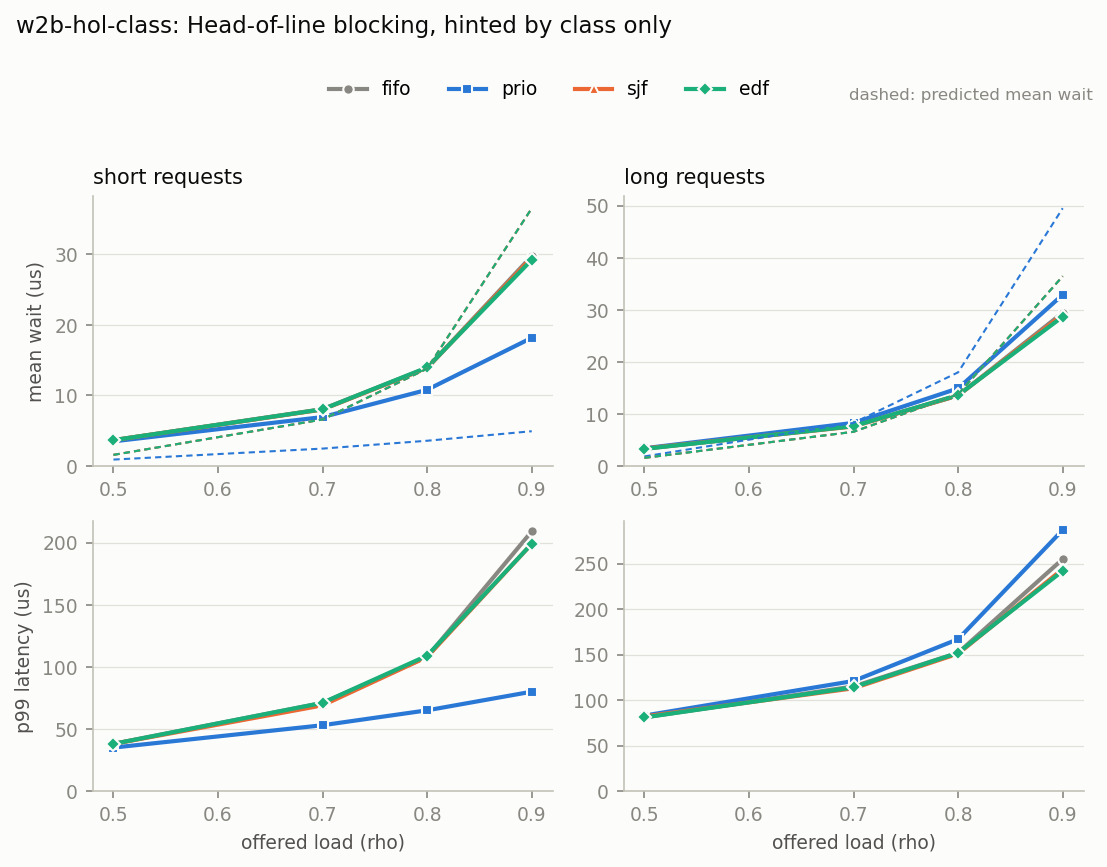 w2b-hol-class: Head-of-line blocking, hinted by class only
fifo prio sjf edf
dashed: predicted mean wait
short requests
long requests
mean wait (us)
30
20
10
0
0.5 0.6 0.7 0.8 0.9
50
40
30
20
10
0
0.5 0.6 0.7 0.8 0.9
p99 latency (us)
200
150
100
50
0
0.5 0.6 0.7 0.8 0.9
offered load (rho)
250
200
150
100
50
0
0.5 0.6 0.7 0.8 0.9
offered load (rho)